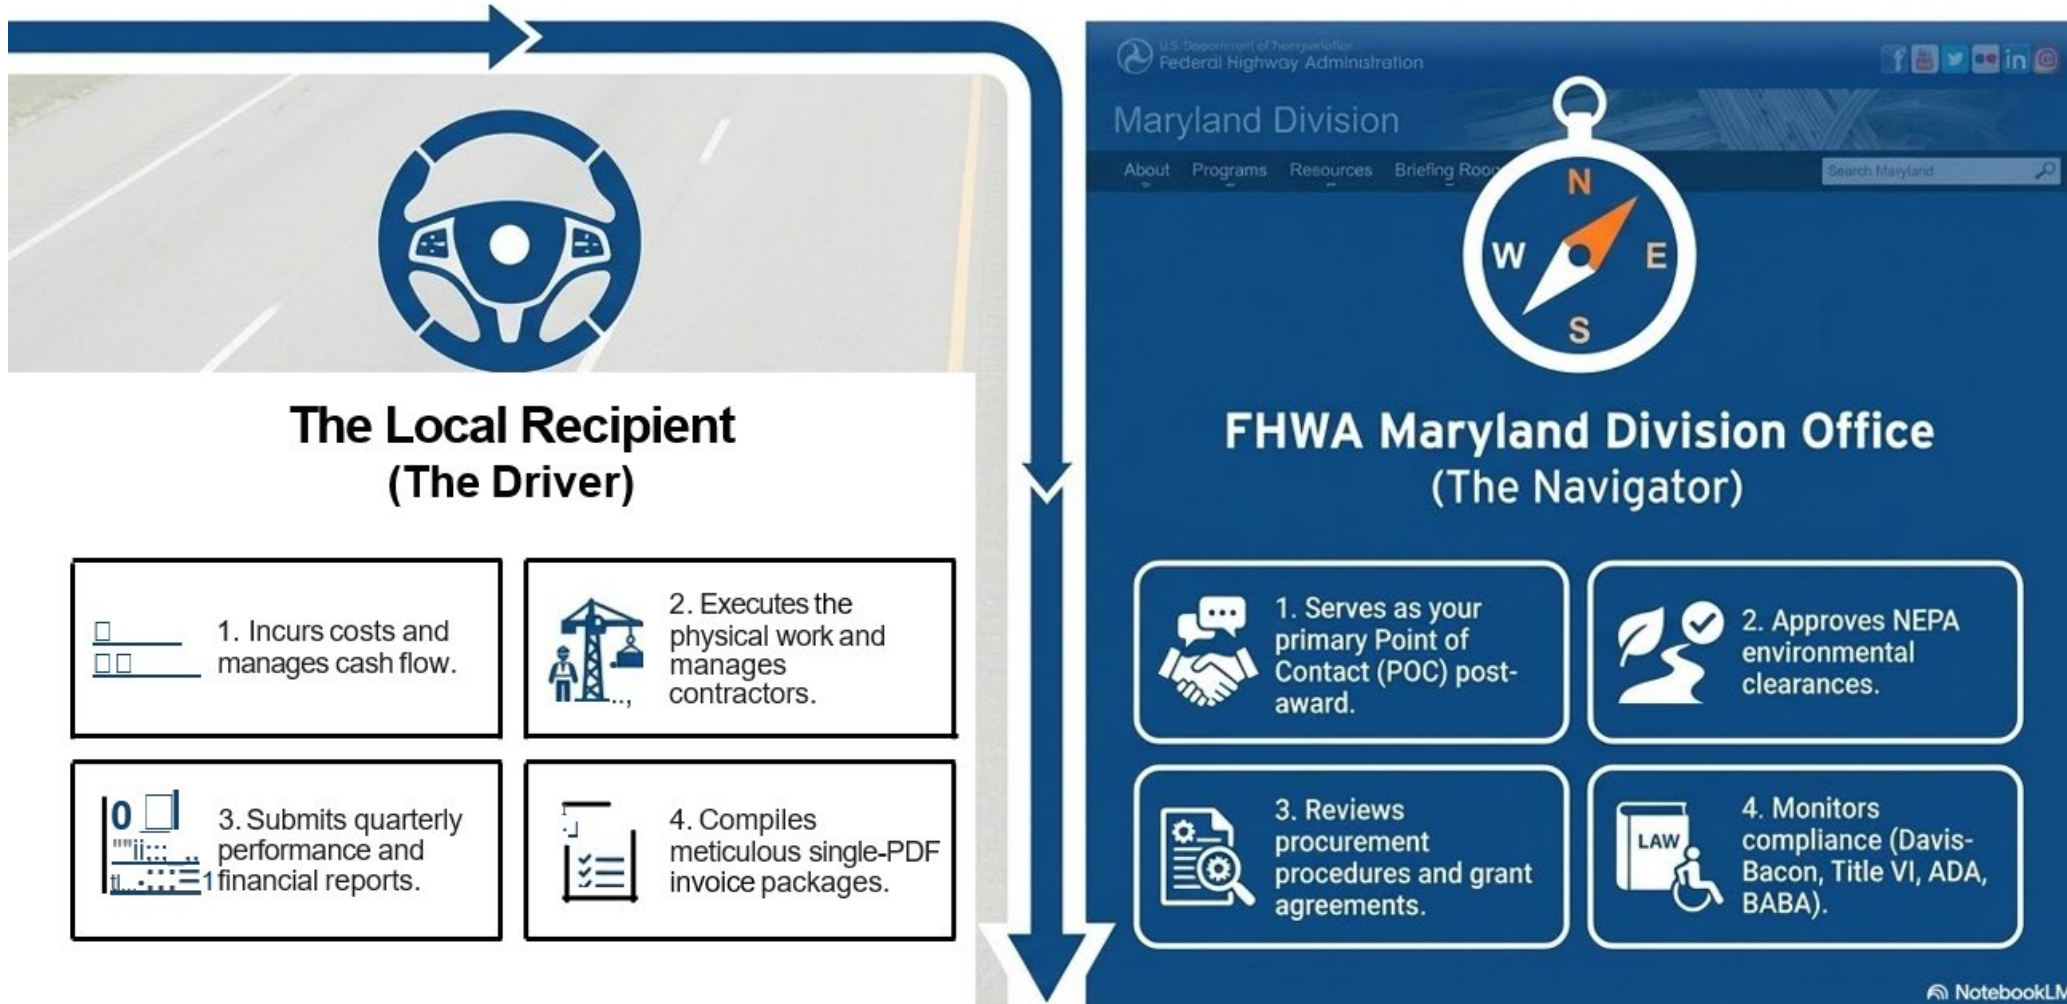 Federal Highway Administration
Maryland Division
About Programs Resources Briefing Room
Search Maryland
N
W E
S
The Local Recipient
(The Driver)
1. Incurs costs and
manages cash flow.
2. Executes the
physical work and
manages
contractors.
3. Submits quarterly
performance and
financial reports.
4. Compiles
meticulous single-PDF
invoice packages.
FHWA Maryland Division Office
(The Navigator)
1. Serves as your
primary Point of
Contact (POC) post-
award.
2. Approves NEPA
environmental
clearances.
3. Reviews
procurement
procedures and grant
agreements.
LAW
4. Monitors
compliance (Davis-
Bacon, Title VI, ADA,
BABA).
NotebookLM